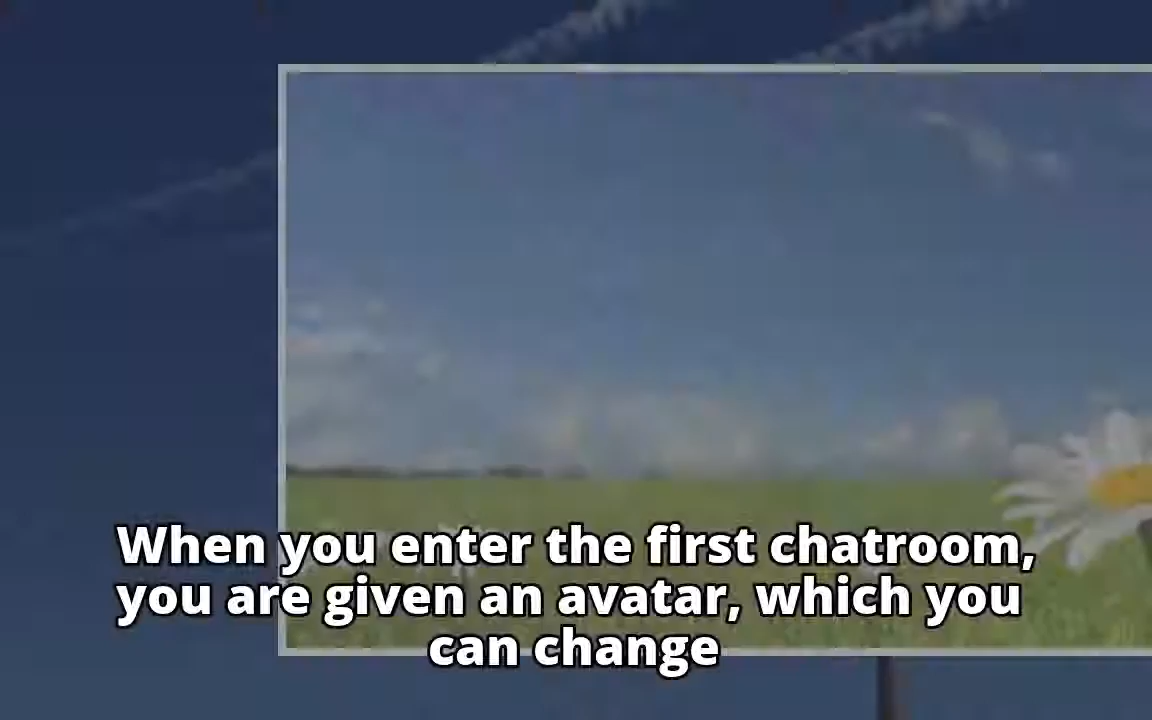 When you enter the first chatroom,
you are given an avatar, which you
can change